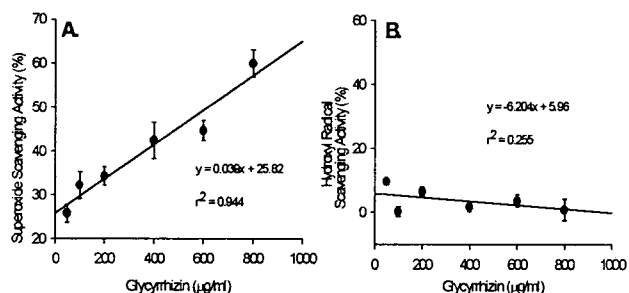 A.
Superoxide Scavenging Activity (%)
70
60
50
40
30
20
y = 0.039x + 25.82
r2 = 0.944
0 200 400 600 800 1000
Glycyrrhizin (μg/ml)
B.
Hydroxyl Radical
Scavenging Activity (%)
60
40
20
0
y = -6.204x + 5.96
r2 = 0.255
0 200 400 600 800 1000
Glycyrrhizin (μg/ml)